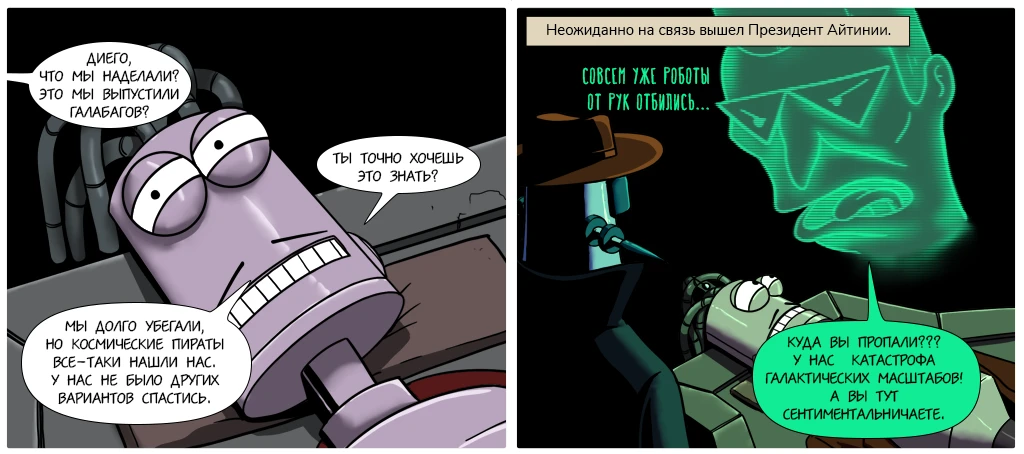 ДИЕГО,
ЧТО МЫ НАДЕЛАЛИ?
ЭТО МЫ ВЫПУСТИЛИ
ГАЛАБАГОВ?
ТЫ ТОЧНО ХОЧЕШЬ
ЭТО ЗНАТЬ?
МЫ ДОЛГО УБЕГАЛИ,
НО КОСМИЧЕСКИЕ ПИРАТЫ
ВСЕ-ТАКИ НАШЛИ НАС.
У НАС НЕ БЫЛО ДРУГИХ
ВАРИАНТОВ СПАСТИСЬ.
Неожиданно на связь вышел Президент Айтинии.
СОВСЕМ УЖЕ РОБОТЫ
ОТ РУК ОТБИЛИСЬ...
КУДА ВЫ ПРОПАЛИ???
У НАС КАТАСТРОФА
ГАЛАКТИЧЕСКИХ МАСШТАБОВ!
А ВЫ ТУТ
СЕНТИМЕНТАЛЬНИЧАЕТЕ.